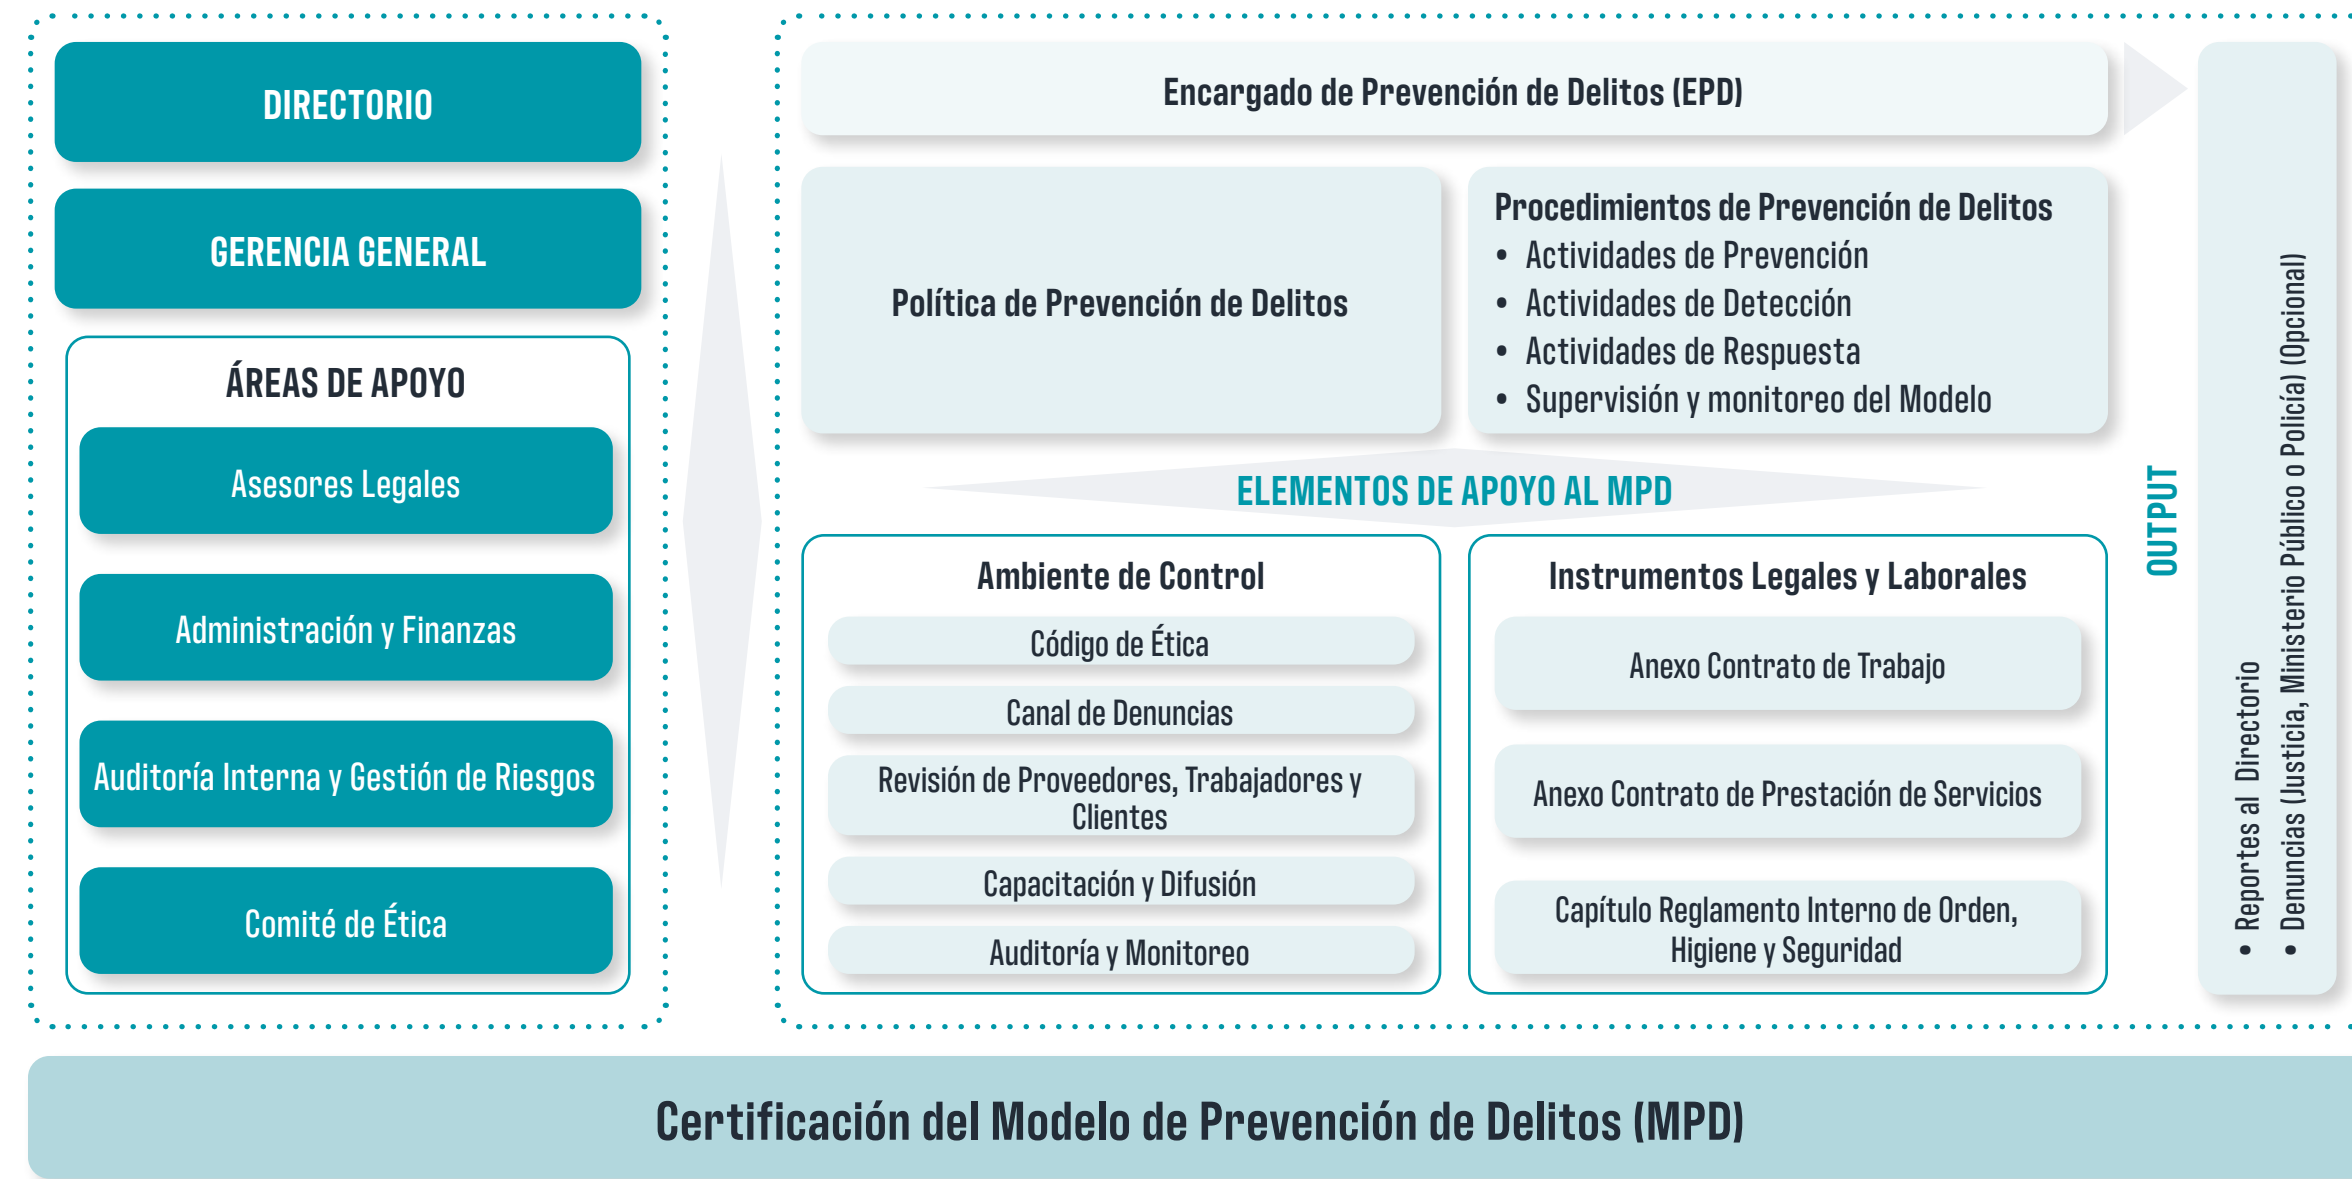 DIRECTORIO
GERENCIA GENERAL
ÁREAS DE APOYO
Asesores Legales
Administración y Finanzas
Auditoría Interna y Gestión de Riesgos
Comité de Ética
Encargado de Prevención de Delitos (EPD)
Política de Prevención de Delitos
Procedimientos de Prevención de Delitos
• Actividades de Prevención
• Actividades de Detección
• Actividades de Respuesta
• Supervisión y monitoreo del Modelo
ELEMENTOS DE APOYO AL MPD
Ambiente de Control
Código de Ética
Canal de Denuncias
Revisión de Proveedores, Trabajadores y
Clientes
Capacitación y Difusión
Auditoría y Monitoreo
Instrumentos Legales y Laborales
Anexo Contrato de Trabajo
Anexo Contrato de Prestación de Servicios
Capítulo Reglamento Interno de Orden,
Higiene y Seguridad
OUTPUT
• Reportes al Directorio
• Denuncias (Justicia, Ministerio Público o Policía) (Opcional)
Certificación del Modelo de Prevención de Delitos (MPD)